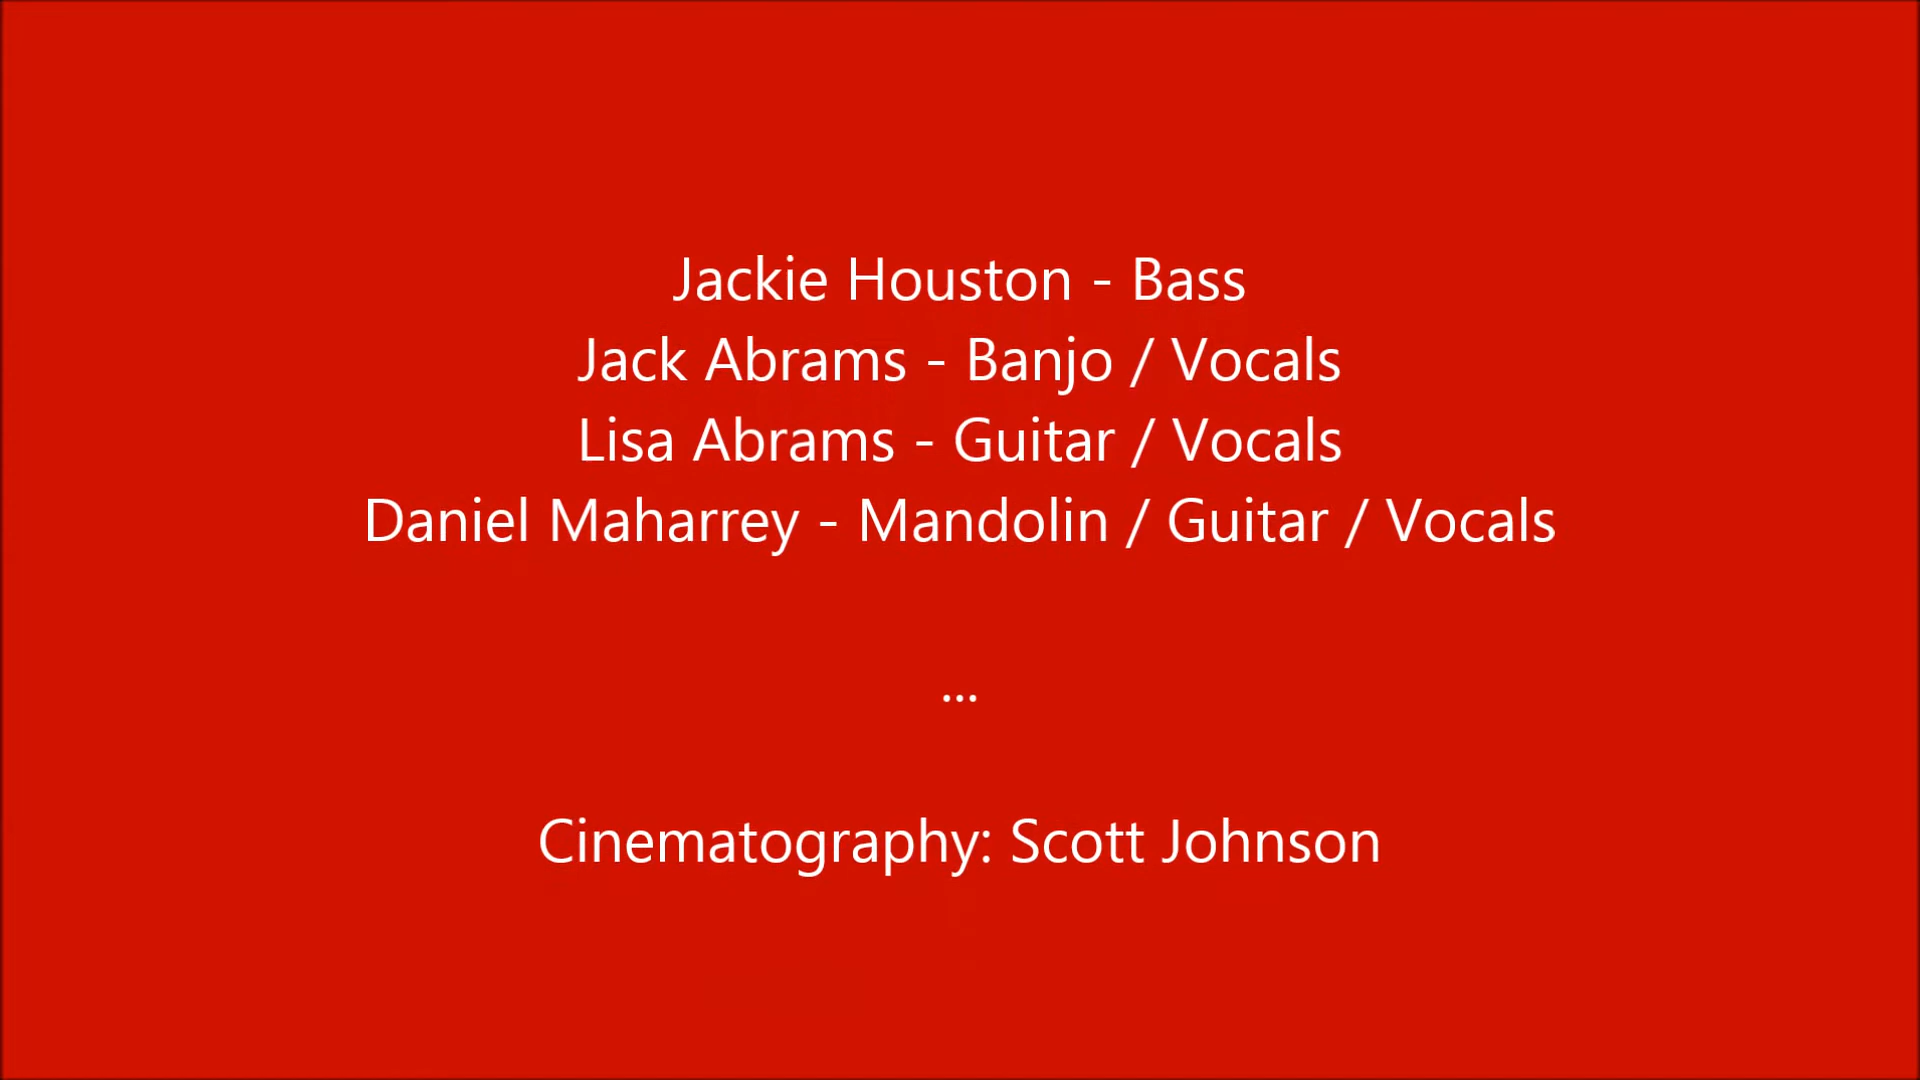 Jackie Houston - Bass
Jack Abrams - Banjo / Vocals
Lisa Abrams - Guitar / Vocals
Daniel Maharrey - Mandolin / Guitar / Vocals
...
Cinematography: Scott Johnson